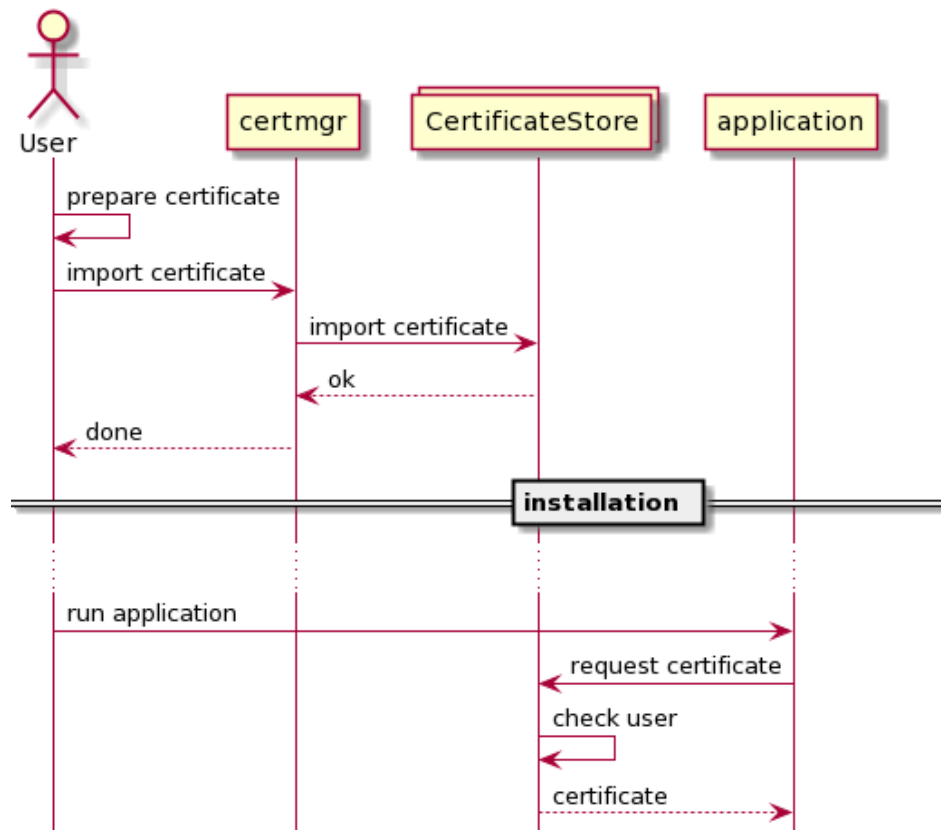 User
certmgr
CertificateStore
application
prepare certificate
import certificate
import certificate
ok
done
installation
run application
request certificate
check user
certificate